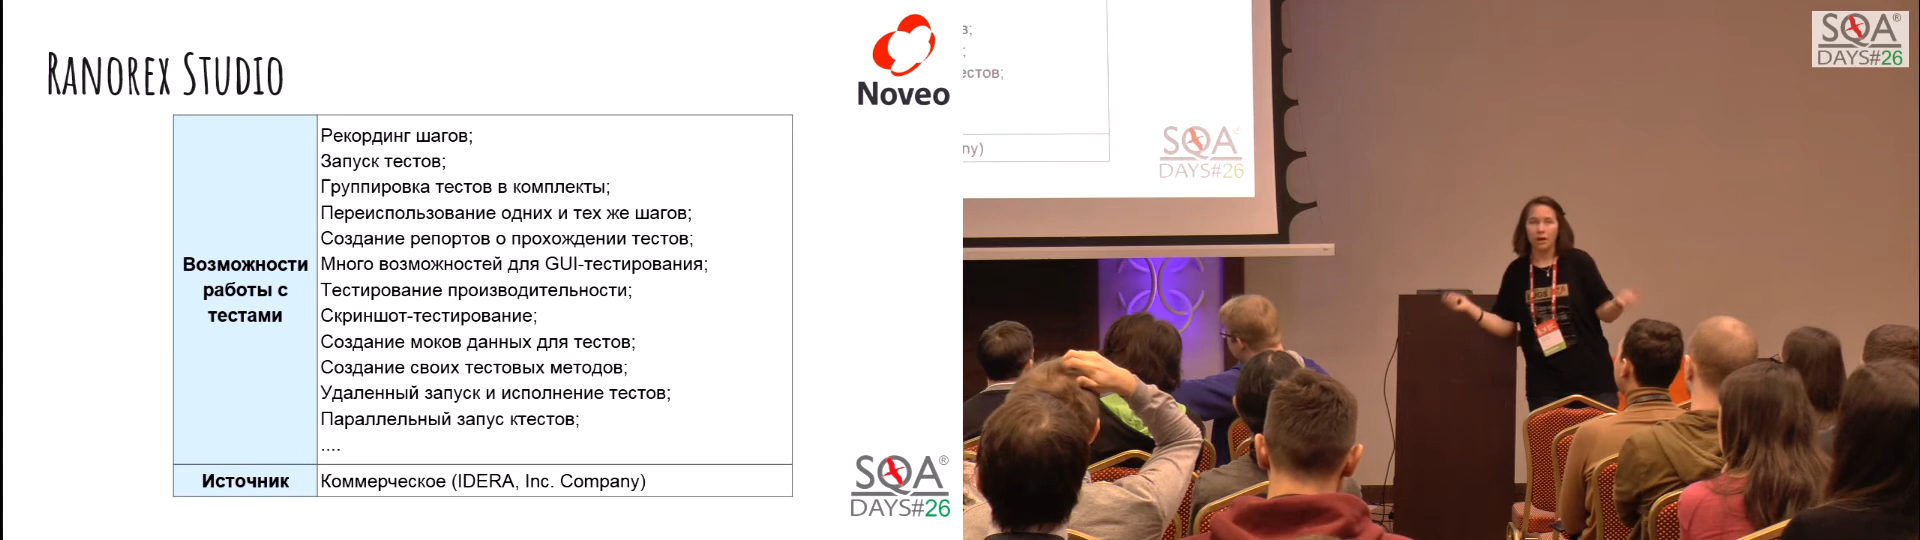 Ranorex Studio
Возможности работы с тестами
Рекординг шагов;
Запуск тестов;
Группировка тестов в комплекты;
Переиспользование одних и тех же шагов;
Создание репортов о прохождении тестов;
Много возможностей для GUI-тестирования;
Тестирование производительности;
Скриншот-тестирование;
Создание моков данных для тестов;
Создание своих тестовых методов;
Удаленный запуск и исполнение тестов;
Параллельный запус ктестов;
....
Источник
Коммерческое (IDERA, Inc. Company)
Noveo
SQA®
DAYS#26
в;
;
естов;
ny)
SQA
DAYS#26
SQA®
DAYS#26